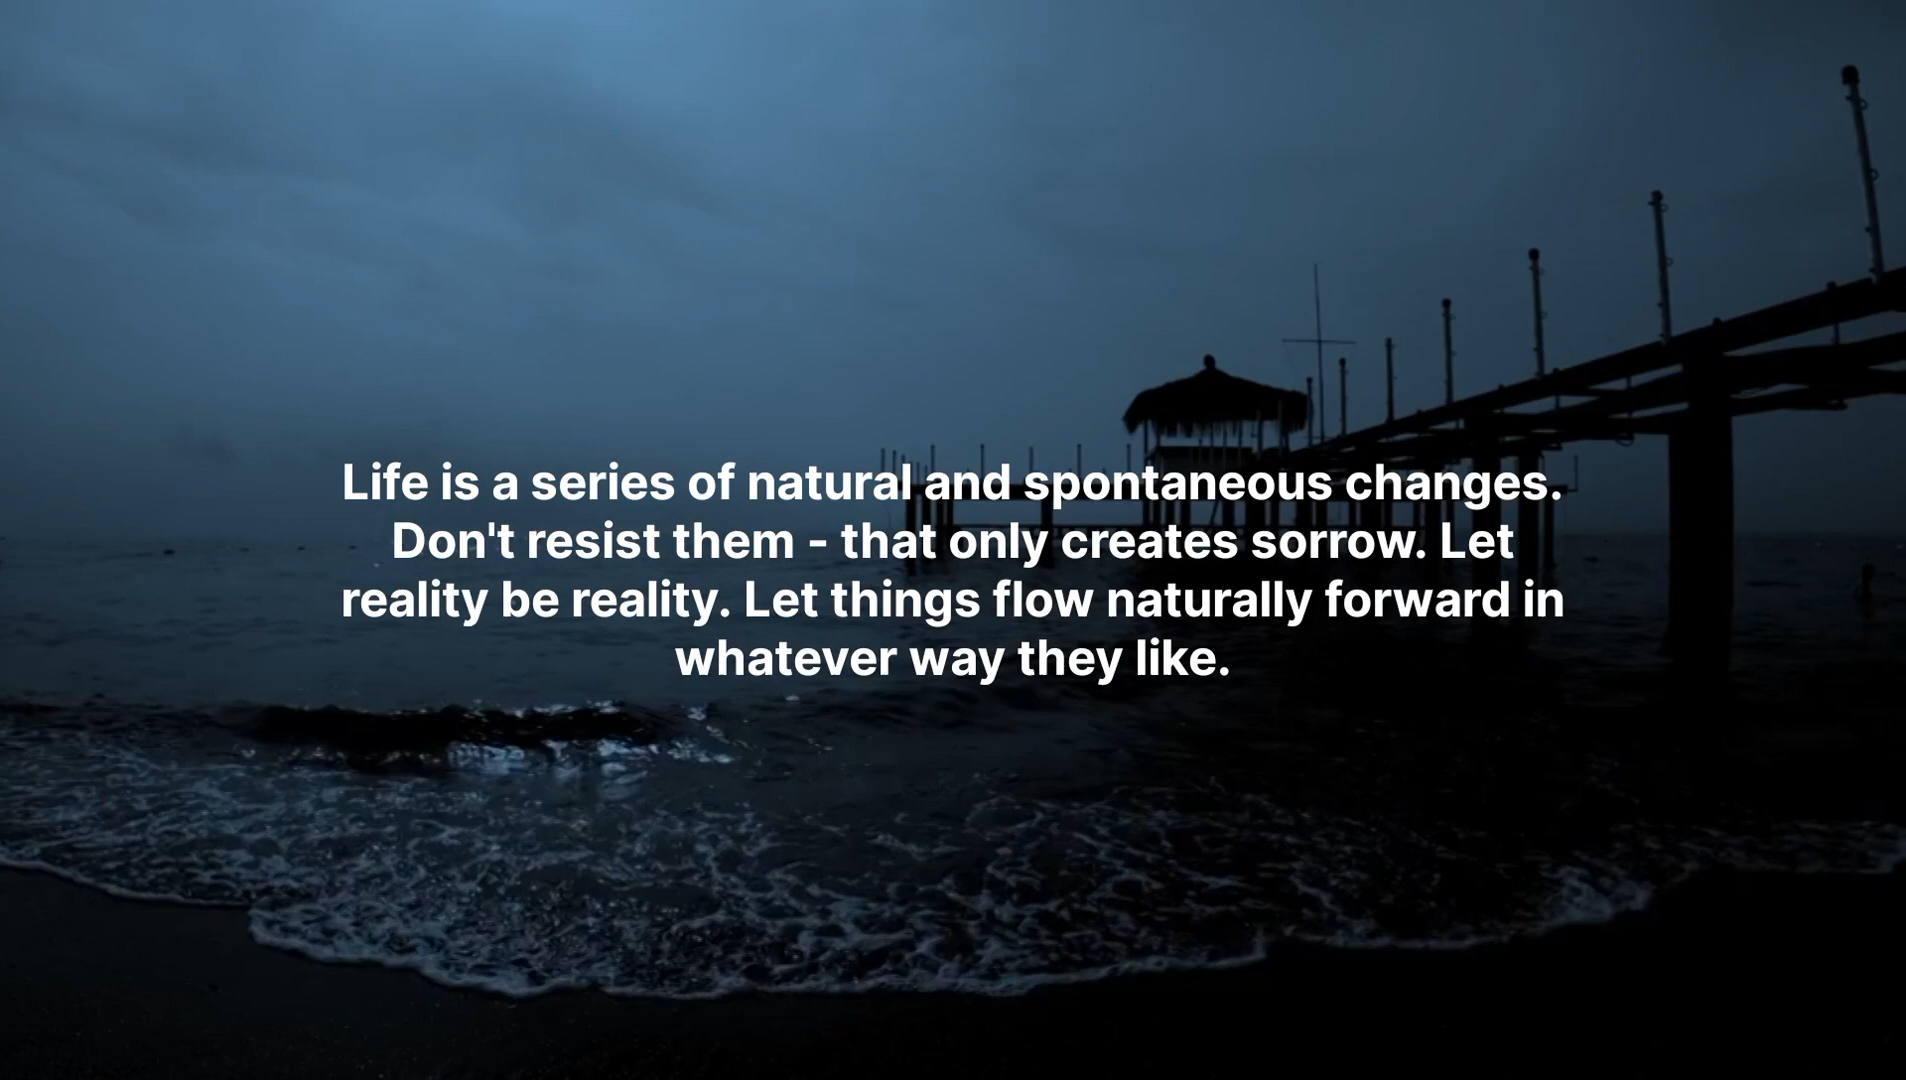 Life is a series of natural and spontaneous changes.
Don't resist them - that only creates sorrow. Let
reality be reality. Let things flow naturally forward in
whatever way they like.